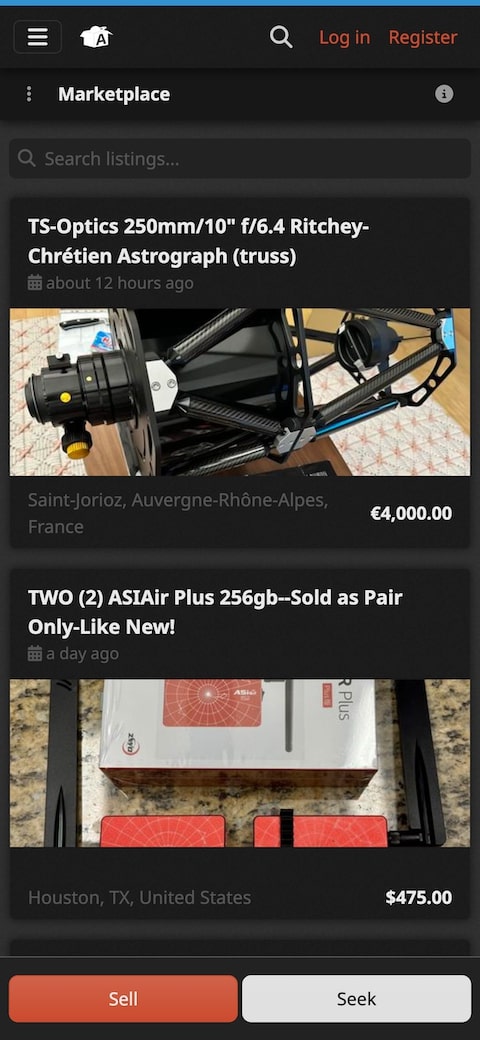 A
Log in
Register
Marketplace
Search listings...
TS-Optics 250mm/10" f/6.4 Ritchey-
Chrétien Astrograph (truss)
about 12 hours ago
Saint-Jorioz, Auvergne-Rhône-Alpes,
France
€4,000.00
TWO (2) ASIAir Plus 256gb--Sold as Pair
Only-Like New!
a day ago
R Plus
Houston, TX, United States
$475.00
Sell
Seek